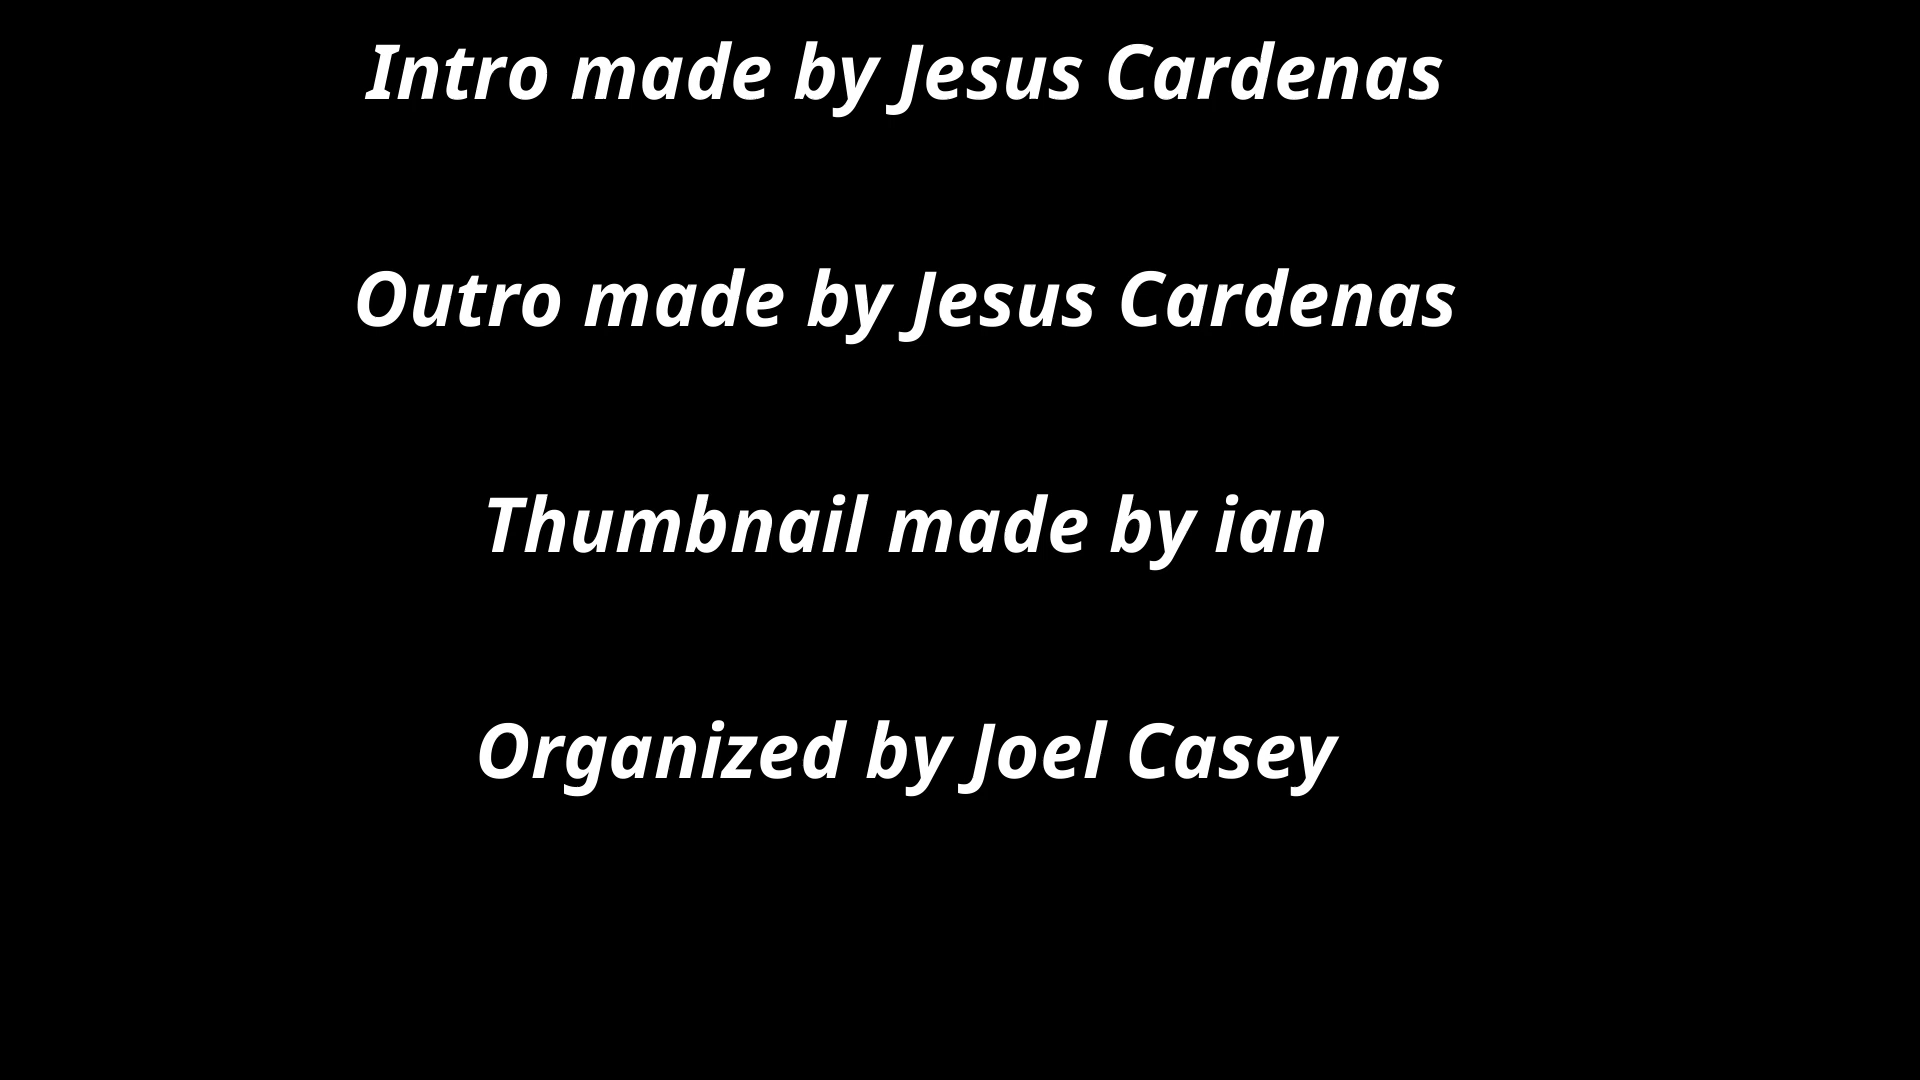 Intro made by Jesus Cardenas
Outro made by Jesus Cardenas
Thumbnail made by ian
Organized by Joel Casey